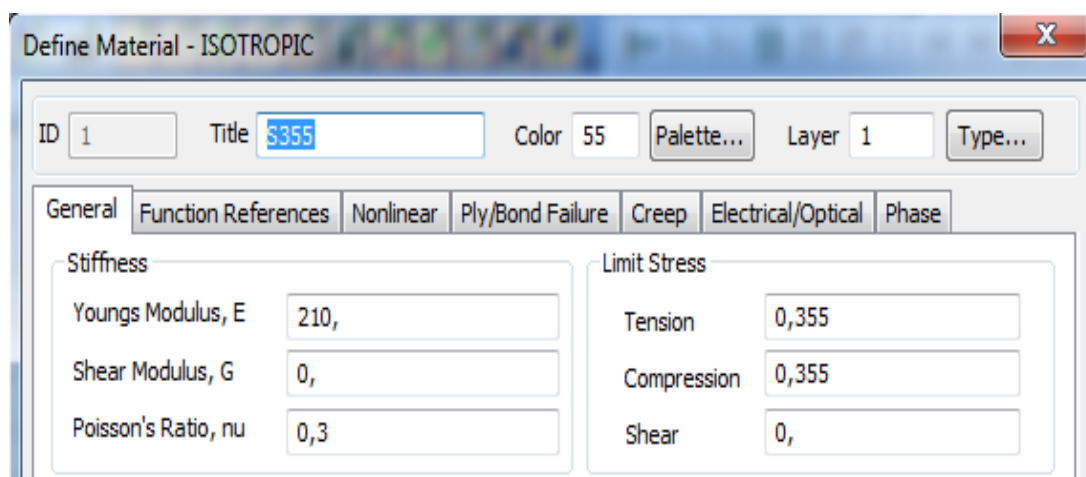 Define Material - ISOTROPIC
X
ID 1 Title S355 Color 55 Palette... Layer 1 Type...
General Function References Nonlinear Ply/Bond Failure Creep Electrical/Optical Phase
Stiffness Limit Stress
Youngs Modulus, E 210, Tension 0,355
Shear Modulus, G 0, Compression 0,355
Poisson's Ratio, nu 0,3 Shear 0,